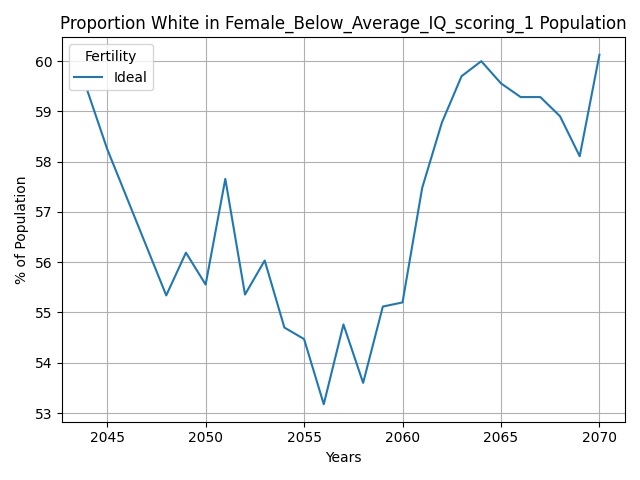 Proportion White in Female_Below_Average_IQ_scoring_1 Population
Fertility
Ideal
% of Population
60
59
58
57
56
55
54
53
2045 2050 2055 2060 2065 2070
Years